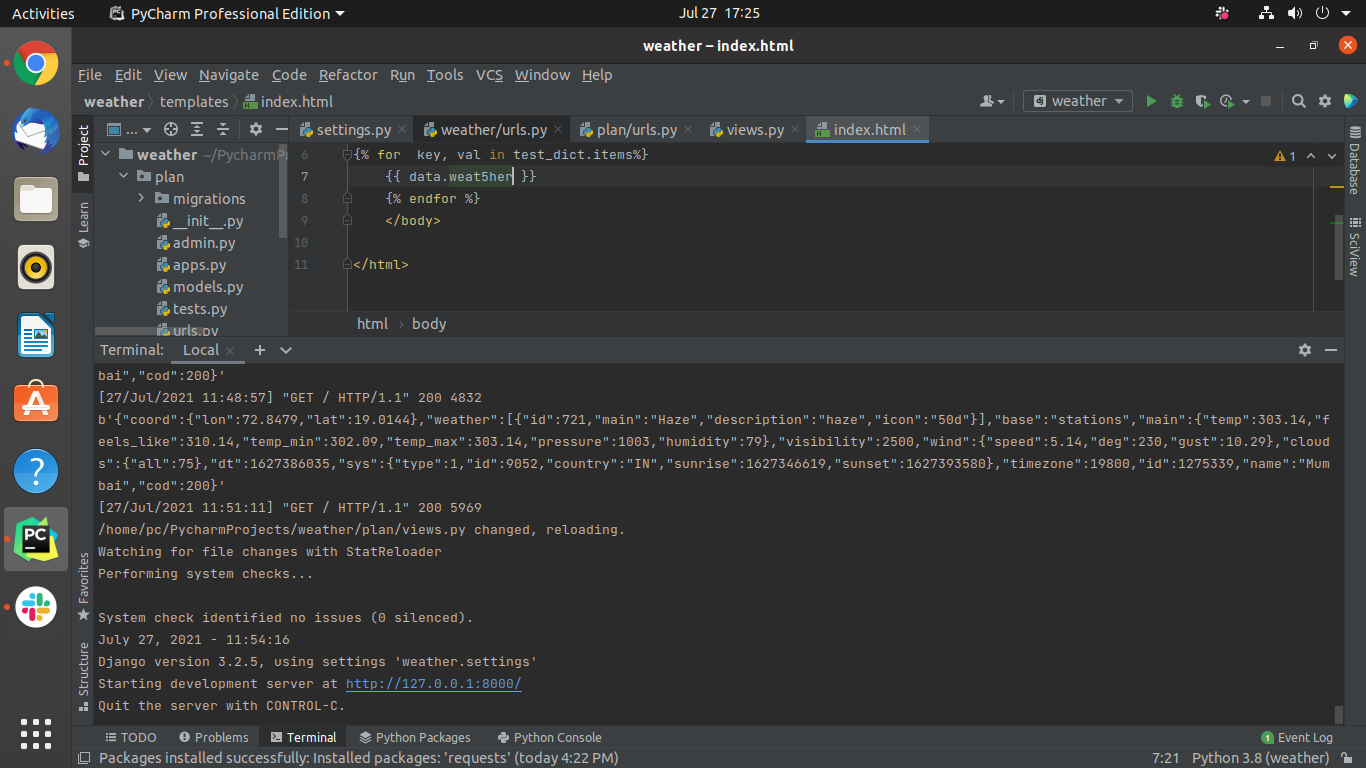 Activities PyCharm Professional Edition Jul 27 17:25
weather – index.html
File Edit View Navigate Code Refactor Run Tools VCS Window Help
weather templates index.html weather
Project ... settings.py weather/urls.py plan/urls.py views.py index.html
weather ~/PycharmPr
plan
migrations
__init__.py
admin.py
apps.py
models.py
tests.py
urls.py
Learn
6 {% for  key, val in test_dict.items%}
7 {{ data.weat5her }}
8 {% endfor %}
9 </body>
10
11 </html>
1
Database
SciView
html › body
Terminal: Local
bai","cod":200}'
[27/Jul/2021 11:48:57] "GET / HTTP/1.1" 200 4832
b'{"coord":{"lon":72.8479,"lat":19.0144},"weather":[{"id":721,"main":"Haze","description":"haze","icon":"50d"}],"base":"stations","main":{"temp":303.14,"f
eels_like":310.14,"temp_min":302.09,"temp_max":303.14,"pressure":1003,"humidity":79},"visibility":2500,"wind":{"speed":5.14,"deg":230,"gust":10.29},"cloud
s":{"all":75},"dt":1627386035,"sys":{"type":1,"id":9052,"country":"IN","sunrise":1627346619,"sunset":1627393580},"timezone":19800,"id":1275339,"name":"Mum
bai","cod":200}'
[27/Jul/2021 11:51:11] "GET / HTTP/1.1" 200 5969
/home/pc/PycharmProjects/weather/plan/views.py changed, reloading.
Watching for file changes with StatReloader
Performing system checks...
System check identified no issues (0 silenced).
July 27, 2021 - 11:54:16
Django version 3.2.5, using settings 'weather.settings'
Starting development server at http://127.0.0.1:8000/
Quit the server with CONTROL-C.
Favorites
Structure
PC
TODO Problems Terminal Python Packages Python Console 1 Event Log
Packages installed successfully: Installed packages: 'requests' (today 4:22 PM) 7:21 Python 3.8 (weather)